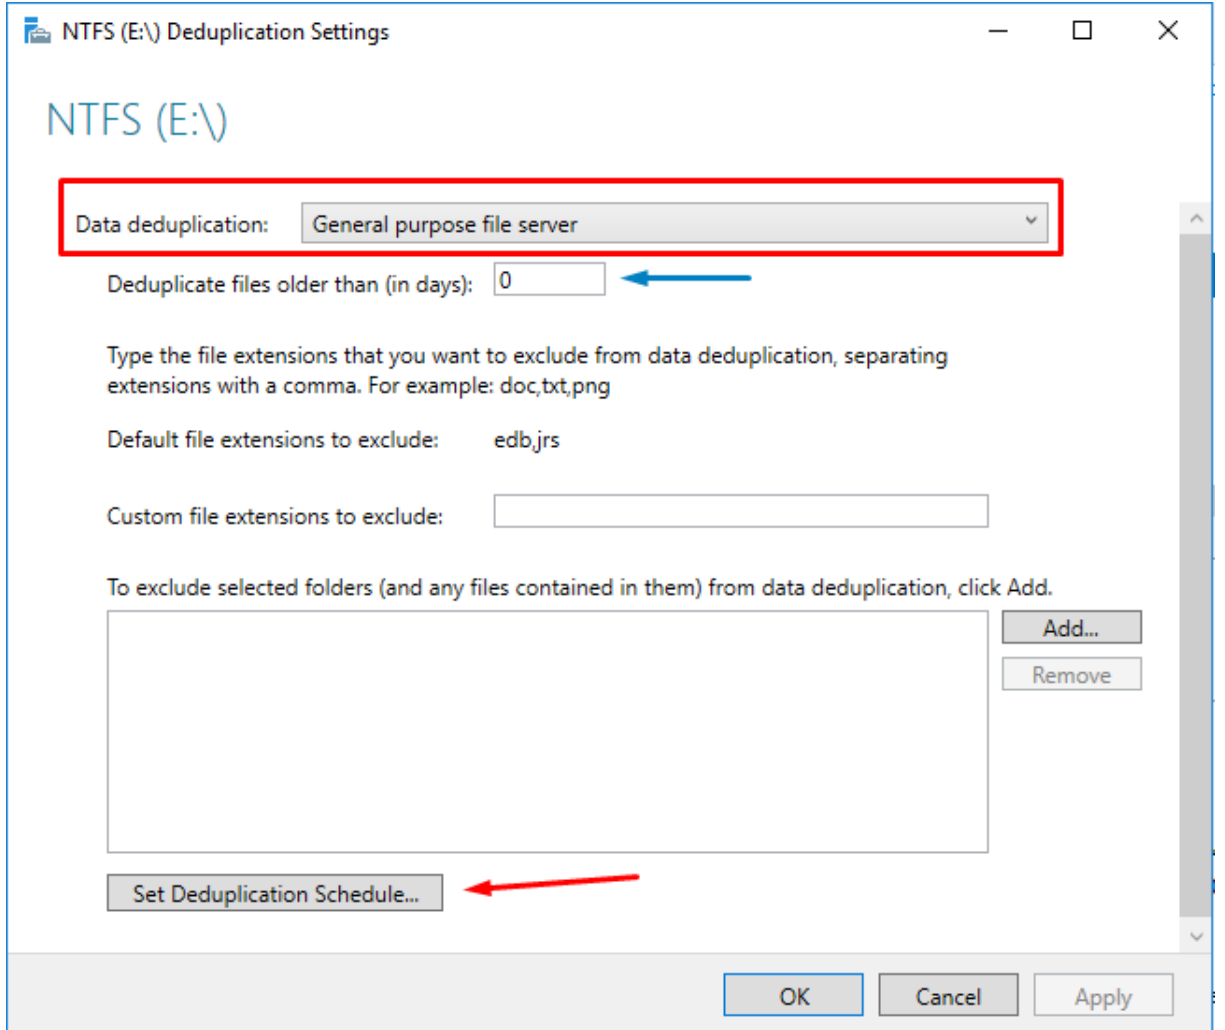 NTFS (E:\) Deduplication Settings
NTFS (E:\)
Data deduplication: General purpose file server
Deduplicate files older than (in days): 0
Type the file extensions that you want to exclude from data deduplication, separating
extensions with a comma. For example: doc,txt,png
Default file extensions to exclude: edb,jrs
Custom file extensions to exclude:
To exclude selected folders (and any files contained in them) from data deduplication, click Add.
Add...
Remove
Set Deduplication Schedule...
OK Cancel Apply